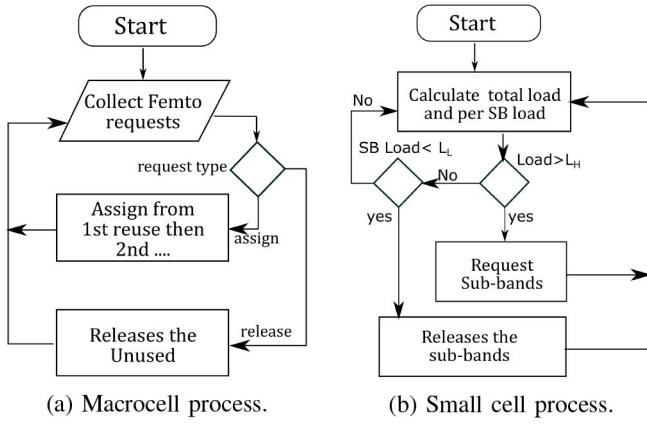 Start
Collect Femto
requests
request type
Assign from
1st reuse then
2nd ....
assign
Releases the
Unused
release
(a) Macrocell process.
Start
Calculate total load
and per SB load
No
SB Load< LL
Load>LH
No
yes
yes
Request
Sub-bands
Releases the
sub-bands
(b) Small cell process.